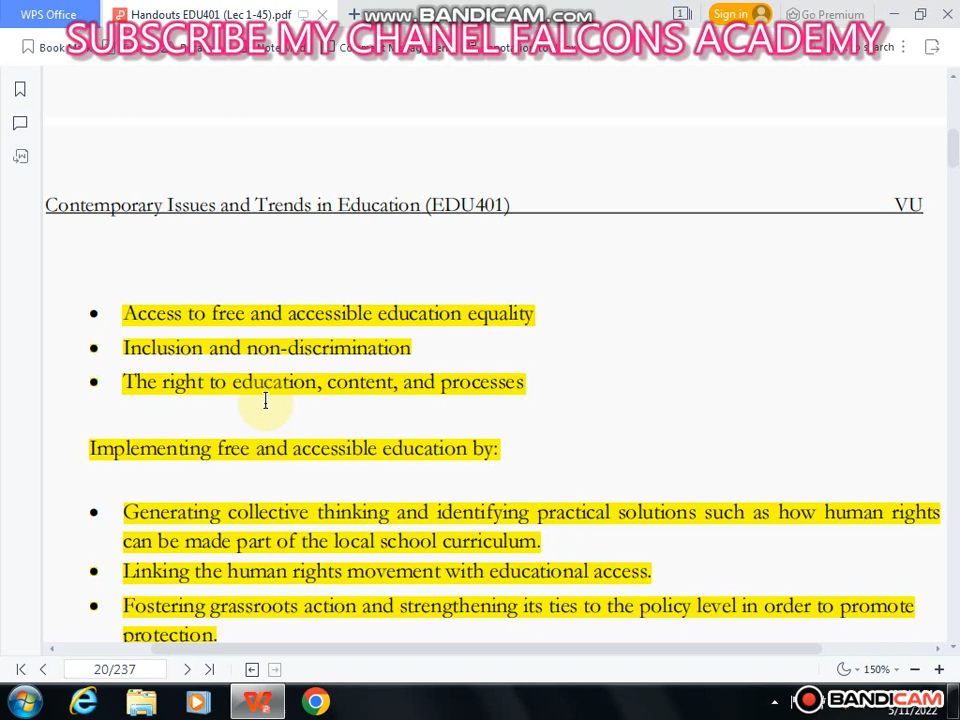 WPS Office
Handouts EDU401 (Lec 1-45).pdf
www.BANDICAM.com
Sign in
Go Premium
SUBSCRIBE MY CHANEL FALCONS ACADEMY
Contemporary Issues and Trends in Education (EDU401) VU
• Access to free and accessible education equality
• Inclusion and non-discrimination
• The right to education, content, and processes
Implementing free and accessible education by:
• Generating collective thinking and identifying practical solutions such as how human rights
can be made part of the local school curriculum.
• Linking the human rights movement with educational access.
• Fostering grassroots action and strengthening its ties to the policy level in order to promote
protection.
20/237
150%
BANDICAM
5/11/2022